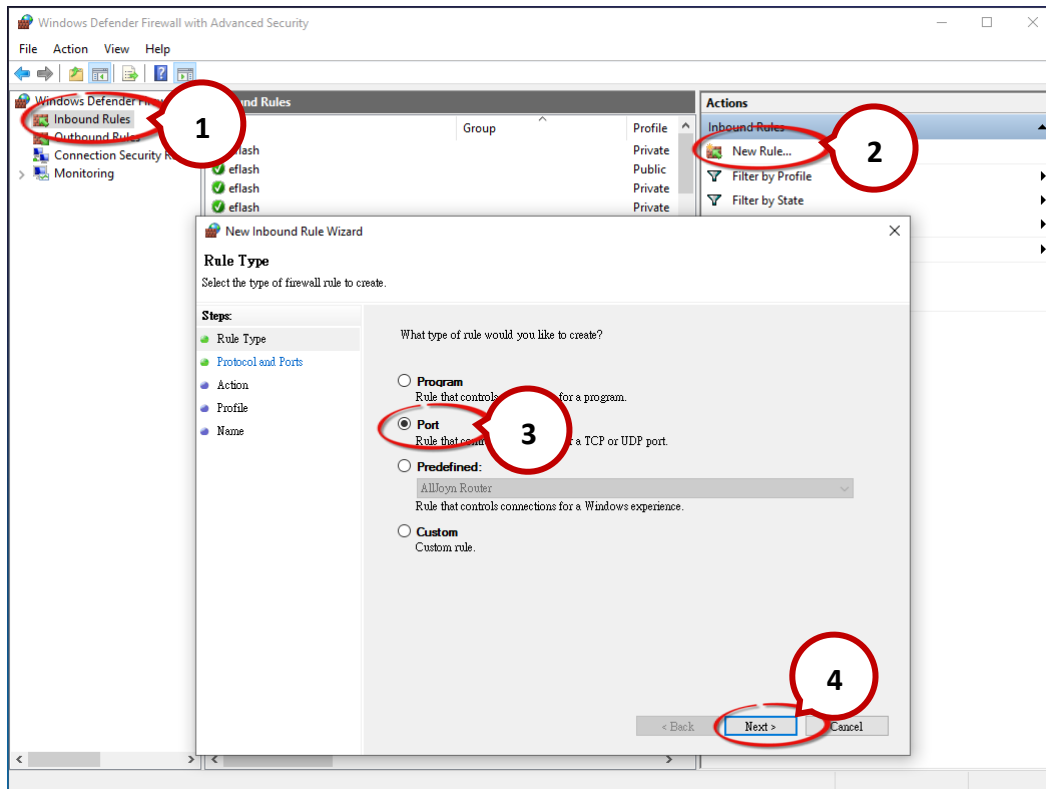 Windows Defender Firewall with Advanced Security
File Action View Help
Windows Defender
Inbound Rules
Outbound Rules
Connection Security
Monitoring
1
Rules
Group Profile
Private
eflash Public
eflash Private
eflash Private
Actions
Inbound Rules
New Rule...
Filter by Profile
Filter by State
2
New Inbound Rule Wizard
Rule Type
Select the type of firewall rule to create.
Steps:
Rule Type
Protocol and Ports
Action
Profile
Name
What type of rule would you like to create?
Program
Rule that controls for a program.
Port
Rule that a TCP or UDP port.
3
Predefined:
AllJoyn Router
Rule that controls connections for a Windows experience.
Custom
Custom rule.
4
< Back Next > Cancel